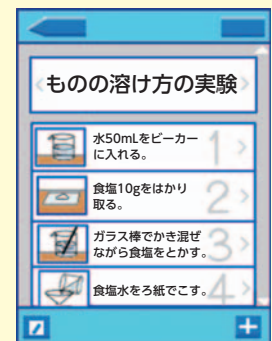 ものの溶け方の実験
水50mLをビーカー
に入れる。
1
食塩10gをはかり
取る。
2
ガラス棒でかき混ぜ
ながら食塩をとかす。
3
食塩水をろ紙でこす。
4